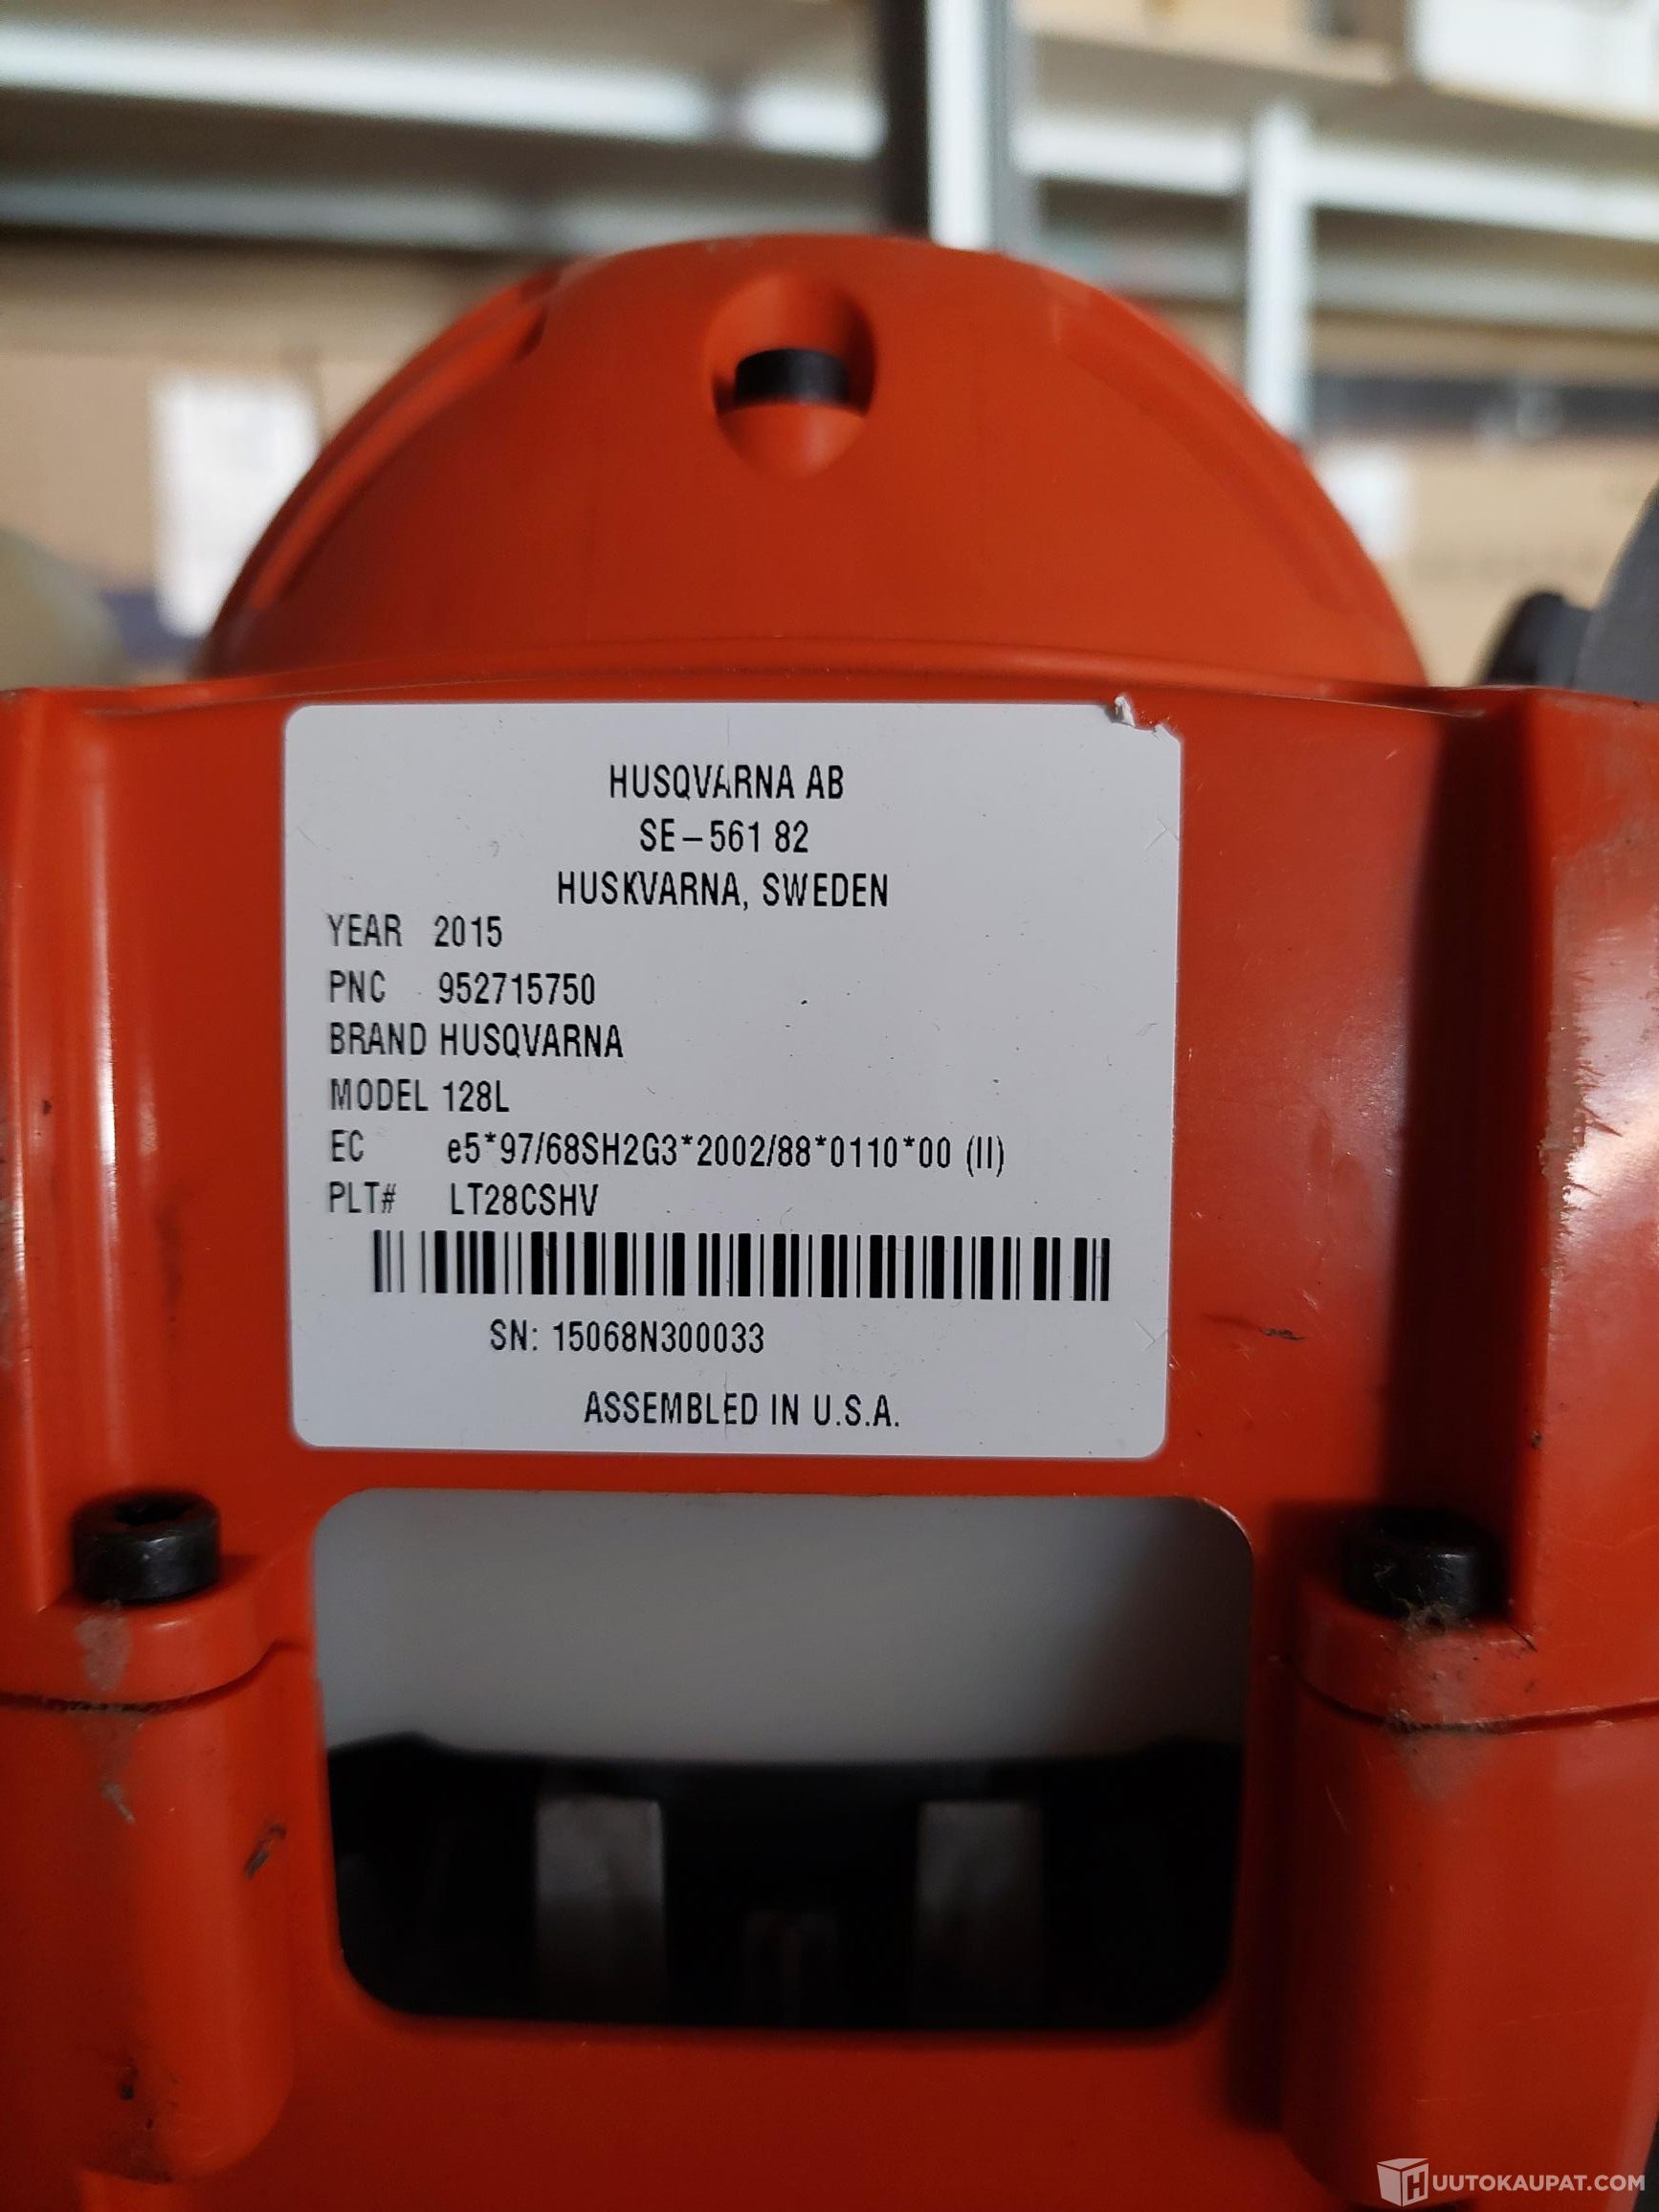 HUSQVARNA AB
SE-561 82
HUSKVARNA, SWEDEN
YEAR 2015
PNC 952715750
BRAND HUSQVARNA
MODEL 128L
EC e5*97/68SH2G3*2002/88*0110*00 (II)
PLT# LT28CSHV
SN: 15068N300033
ASSEMBLED IN U.S.A.
HUUTOKAUPAT.COM